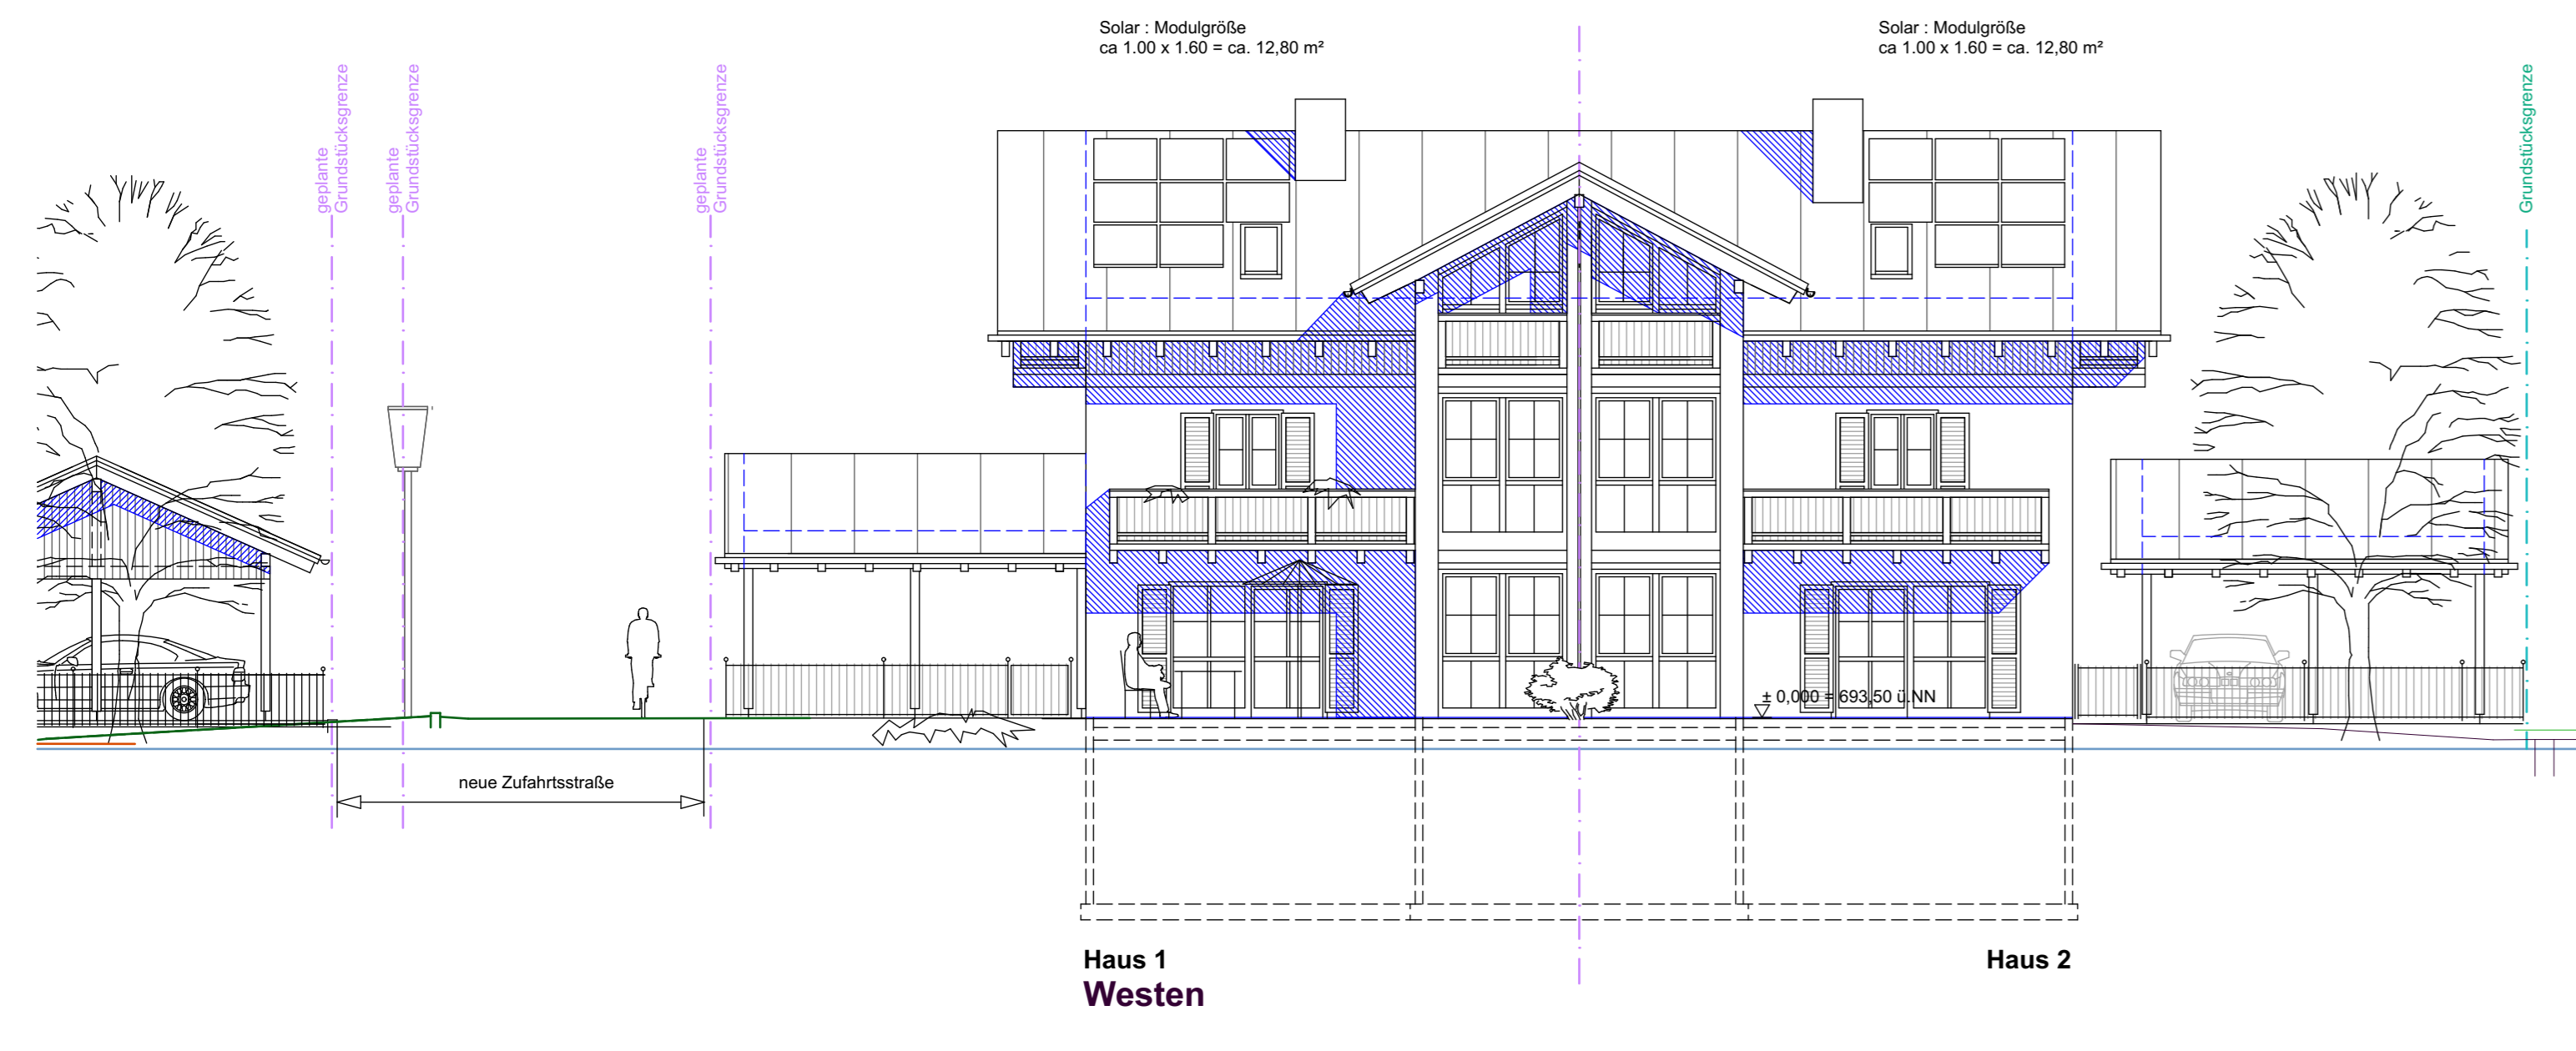 Solar : Modulgröße
ca 1.00 x 1.60 = ca. 12,80 m²
Solar : Modulgröße
ca 1.00 x 1.60 = ca. 12,80 m²
geplante
Grundstücksgrenze
geplante
Grundstücksgrenze
geplante
Grundstücksgrenze
Grundstücksgrenze
± 0,000 = 693,50 ü.NN
neue Zufahrtsstraße
Haus 1
Haus 2
Westen